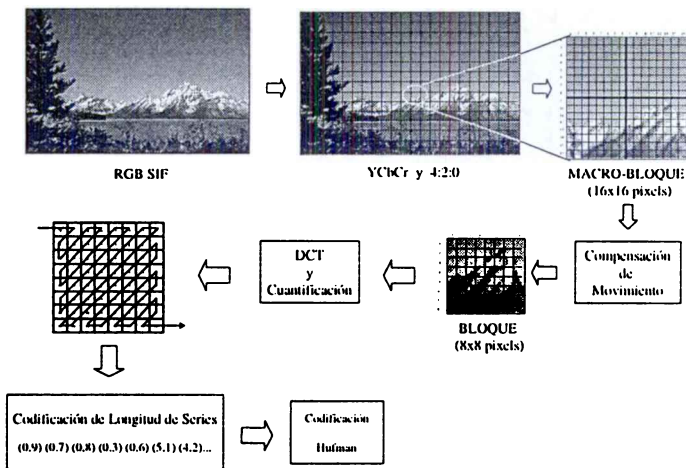 RGB SIF
YCbCr y 4:2:0
MACRO-BLOQUE
(16x16 pixels)
Compensación
de
Movimiento
BLOQUE
(8x8 pixels)
DCT
y
Cuantificación
Codificación de Longitud de Series
(0.9) (0.7) (0.8) (0.3) (0.6) (5.1) (4.2)...
Codificación
Hufman